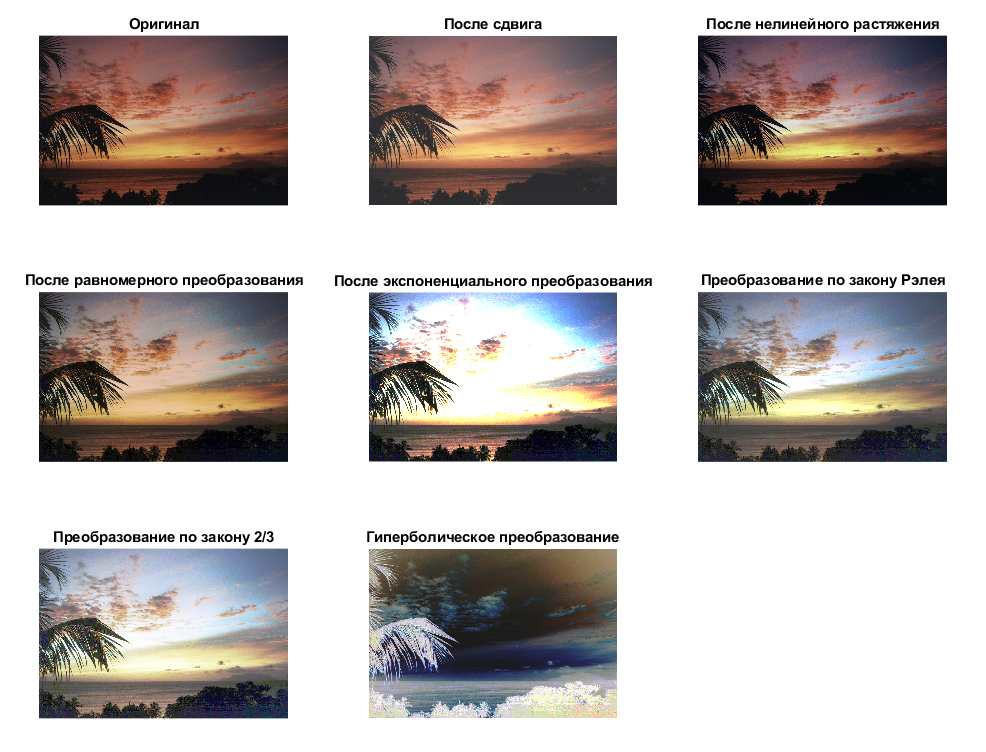 Оригинал
После сдвига
После нелинейного растяжения
После равномерного преобразования
После экспоненциального преобразования
Преобразование по закону Рэлея
Преобразование по закону 2/3
Гиперболическое преобразование